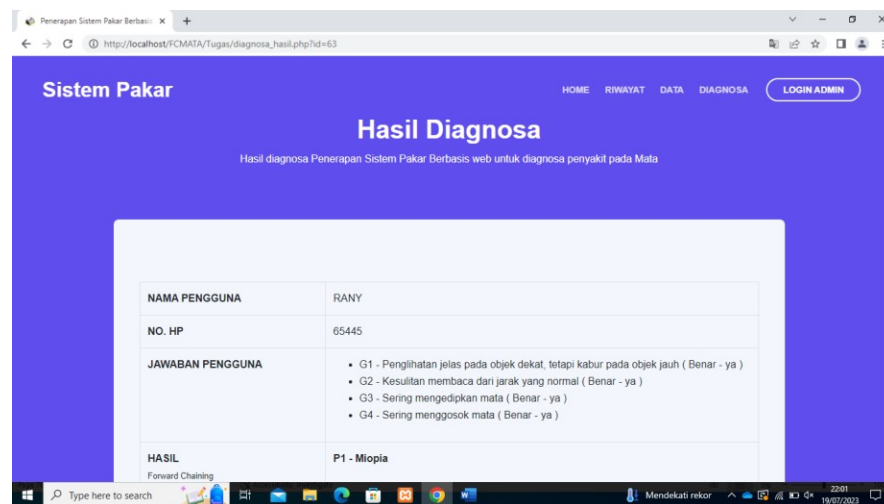 Penerapan Sistem Pakar Berbasis
http://localhost/FCMATA/Tugas/diagnosa_hasil.php?id=63
Sistem Pakar
HOME RIWAYAT DATA DIAGNOSA LOGIN ADMIN
Hasil Diagnosa
Hasil diagnosa Penerapan Sistem Pakar Berbasis web untuk diagnosa penyakit pada Mata
NAMA PENGGUNA RANY
NO. HP 65445
JAWABAN PENGGUNA • G1 - Penglihatan jelas pada objek dekat, tetapi kabur pada objek jauh ( Benar - ya )
• G2 - Kesulitan membaca dari jarak yang normal ( Benar - ya )
• G3 - Sering mengedipkan mata ( Benar - ya )
• G4 - Sering menggosok mata ( Benar - ya )
HASIL P1 - Miopia
Forward Chaining
Type here to search
Mendekati rekor
22:01
19/07/2023